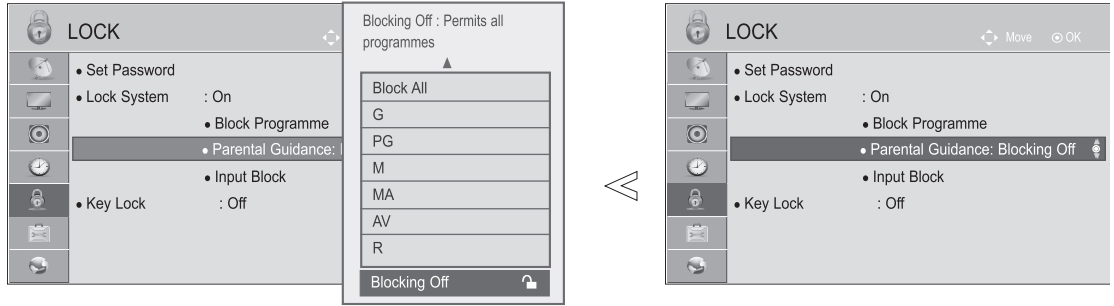 LOCK
• Set Password
• Lock System : On
• Block Programme
• Parental Guidance:
• Input Block
• Key Lock : Off
Blocking Off : Permits all
programmes
▲
Block All
G
PG
M
MA
AV
R
Blocking Off
LOCK
Move OK
• Set Password
• Lock System : On
• Block Programme
• Parental Guidance: Blocking Off
• Input Block
• Key Lock : Off